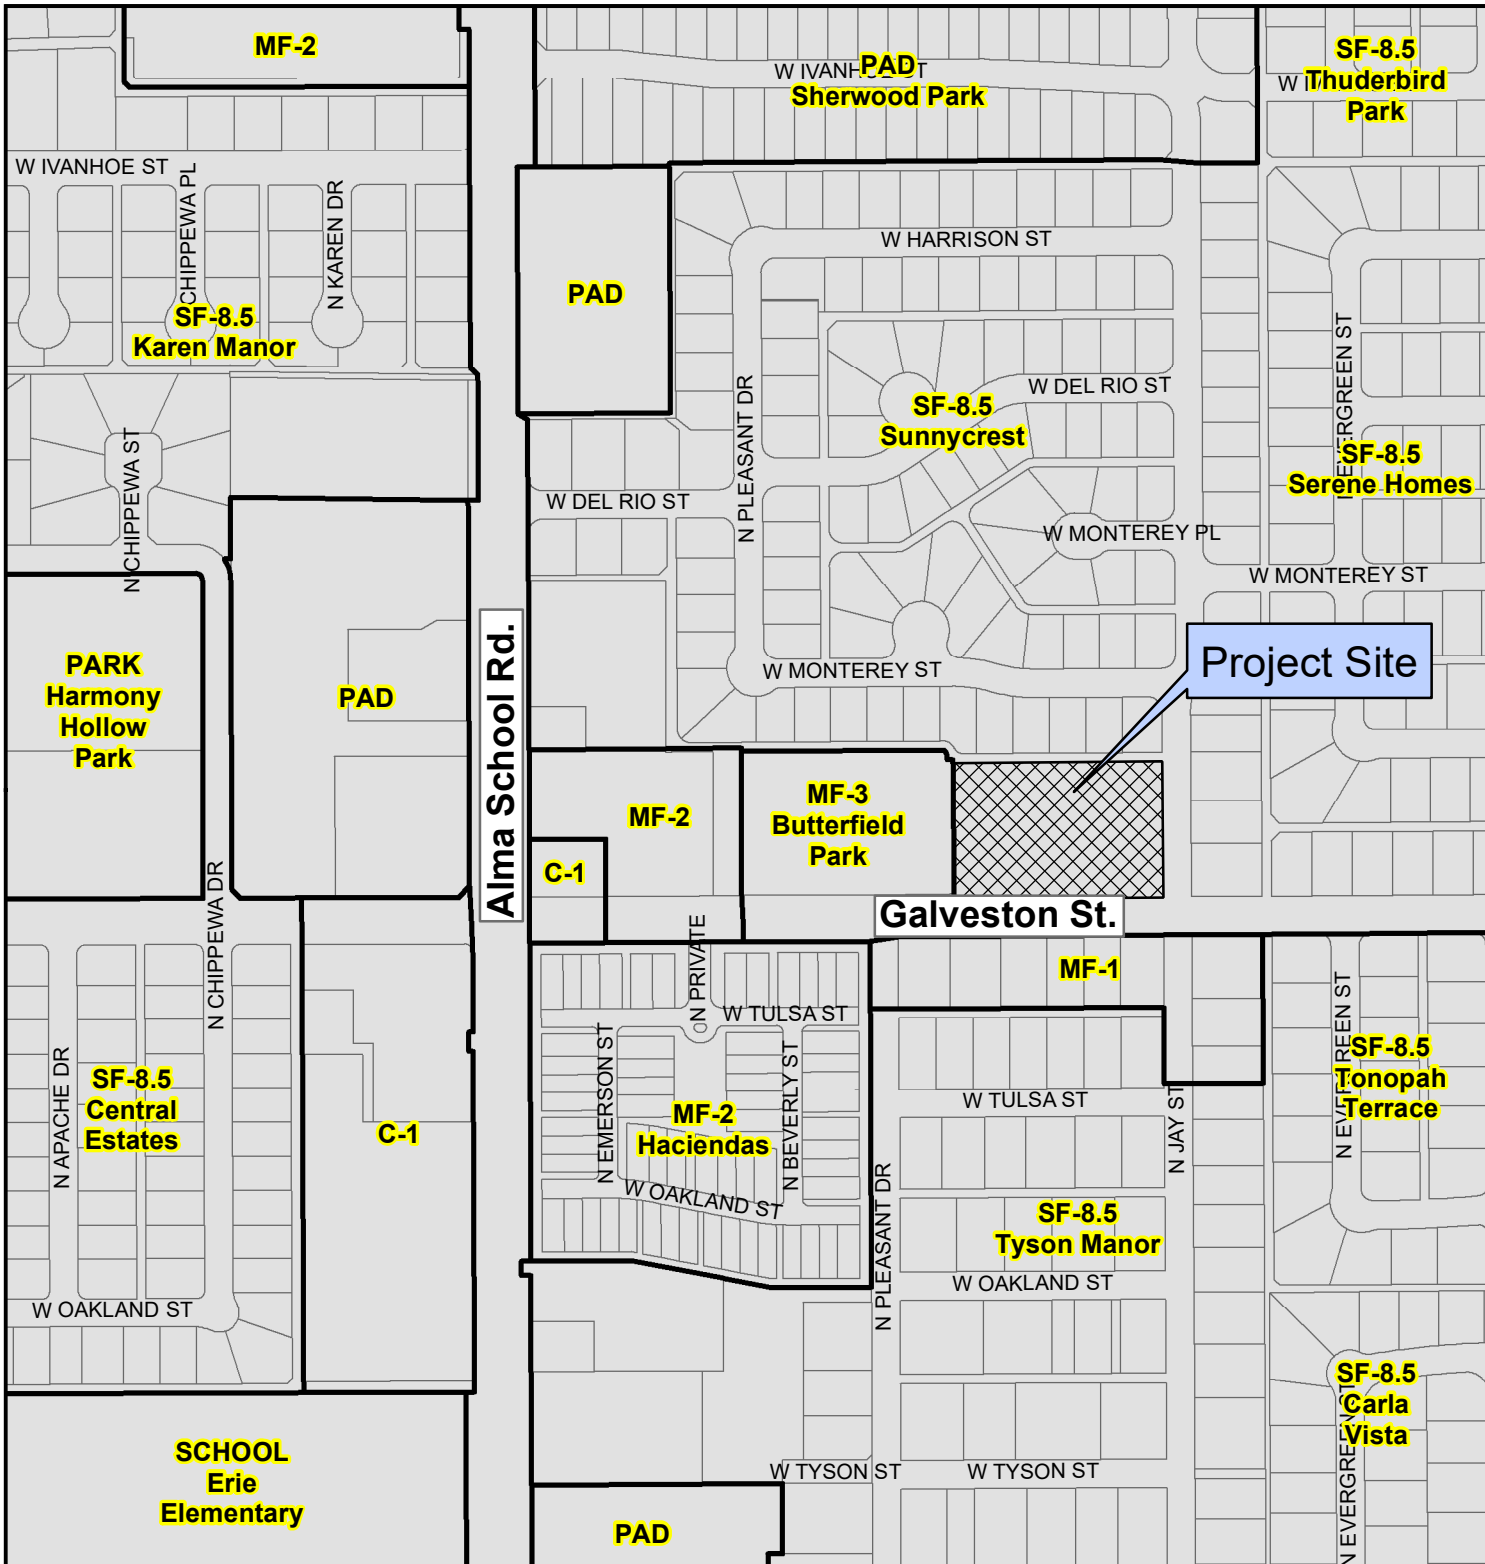 MF-2
W IVANHOE ST
PAD
Sherwood Park
SF-8.5
Thuderbird
Park
W IVANHOE ST
N CHIPPEWA PL
N KAREN DR
SF-8.5
Karen Manor
PAD
W HARRISON ST
N PLEASANT DR
W DEL RIO ST
SF-8.5
Sunnycrest
N EVERGREEN ST
SF-8.5
Serene Homes
N CHIPPEWA ST
W DEL RIO ST
W MONTEREY PL
W MONTEREY ST
PARK
Harmony
Hollow
Park
PAD
Alma School Rd.
W MONTEREY ST
Project Site
MF-2
C-1
MF-3
Butterfield
Park
Galveston St.
N CHIPPEWA DR
N PRIVATE
MF-1
W TULSA ST
N APACHE DR
SF-8.5
Central
Estates
C-1
N EMERSON ST
MF-2
Haciendas
N BEVERLY ST
W OAKLAND ST
W TULSA ST
N JAY ST
N EVERGREEN ST
SF-8.5
Tonopah
Terrace
N PLEASANT DR
SF-8.5
Tyson Manor
W OAKLAND ST
W OAKLAND ST
SF-8.5
Carla
Vista
N EVERGREEN ST
SCHOOL
Erie
Elementary
W TYSON ST
W TYSON ST
PAD